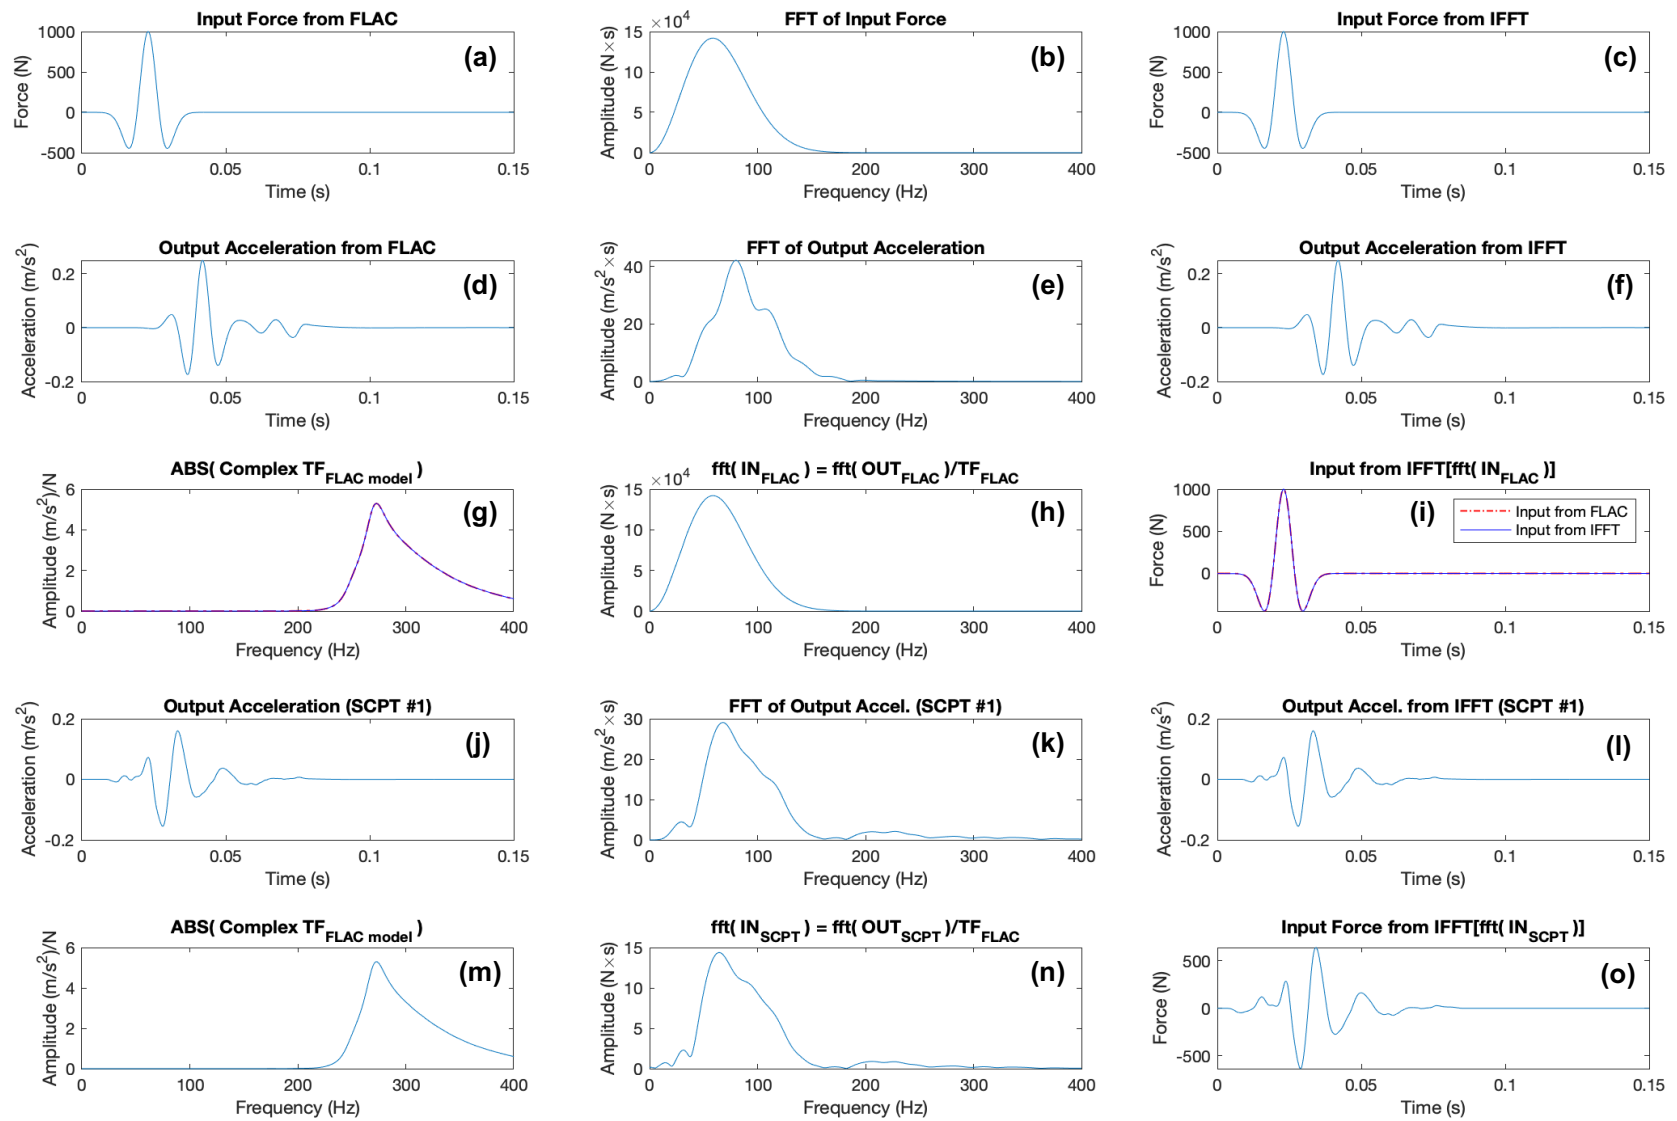 Input Force from FLAC
(a)
Force (N)
1000
500
0
-500
0 0.05 0.1 0.15
Time (s)
FFT of Input Force
×10^4
(b)
Amplitude (N×s)
15
10
5
0
0 100 200 300 400
Frequency (Hz)
Input Force from IFFT
(c)
Force (N)
1000
500
0
-500
0 0.05 0.1 0.15
Time (s)
Output Acceleration from FLAC
(d)
Acceleration (m/s^2)
0.2
0
-0.2
0 0.05 0.1 0.15
Time (s)
FFT of Output Acceleration
(e)
Amplitude (m/s^2×s)
40
20
0
0 100 200 300 400
Frequency (Hz)
Output Acceleration from IFFT
(f)
Acceleration (m/s^2)
0.2
0
-0.2
0 0.05 0.1 0.15
Time (s)
ABS( Complex TF_FLAC model )
(g)
Amplitude (m/s^2)/N
6
4
2
0
0 100 200 300 400
Frequency (Hz)
fft( IN_FLAC ) = fft( OUT_FLAC )/TF_FLAC
×10^4
(h)
Amplitude (N×s)
15
10
5
0
0 100 200 300 400
Frequency (Hz)
Input from IFFT[fft( IN_FLAC )]
(i)
Input from FLAC
Input from IFFT
Force (N)
1000
500
0
0 0.05 0.1 0.15
Time (s)
Output Acceleration (SCPT #1)
(j)
Acceleration (m/s^2)
0.2
0
-0.2
0 0.05 0.1 0.15
Time (s)
FFT of Output Accel. (SCPT #1)
(k)
Amplitude (m/s^2×s)
30
20
10
0
0 100 200 300 400
Frequency (Hz)
Output Accel. from IFFT (SCPT #1)
(l)
Acceleration (m/s^2)
0.2
0
-0.2
0 0.05 0.1 0.15
Time (s)
ABS( Complex TF_FLAC model )
(m)
Amplitude (m/s^2)/N
6
4
2
0
0 100 200 300 400
Frequency (Hz)
fft( IN_SCPT ) = fft( OUT_SCPT )/TF_FLAC
(n)
Amplitude (N×s)
15
10
5
0
0 100 200 300 400
Frequency (Hz)
Input Force from IFFT[fft( IN_SCPT )]
(o)
Force (N)
500
0
-500
0 0.05 0.1 0.15
Time (s)